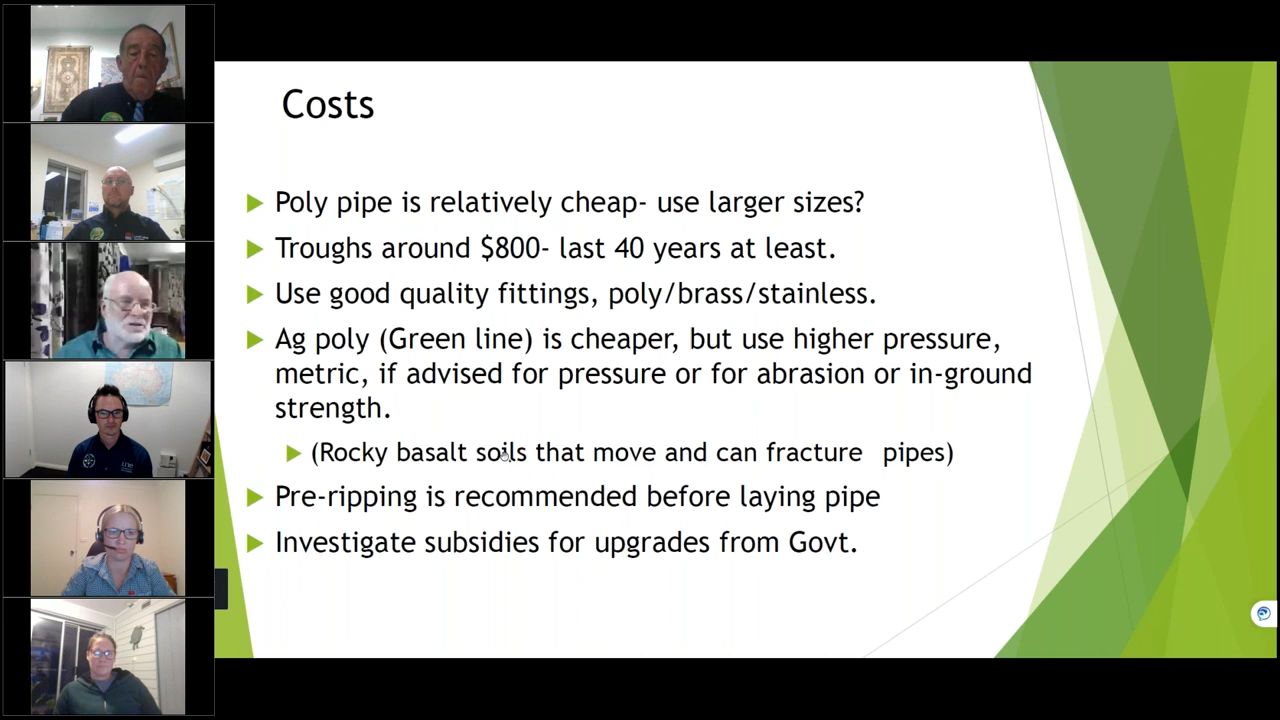 Costs
Poly pipe is relatively cheap- use larger sizes?
Troughs around $800- last 40 years at least.
Use good quality fittings, poly/brass/stainless.
Ag poly (Green line) is cheaper, but use higher pressure,
metric, if advised for pressure or for abrasion or in-ground
strength.
(Rocky basalt soils that move and can fracture pipes)
Pre-ripping is recommended before laying pipe
Investigate subsidies for upgrades from Govt.